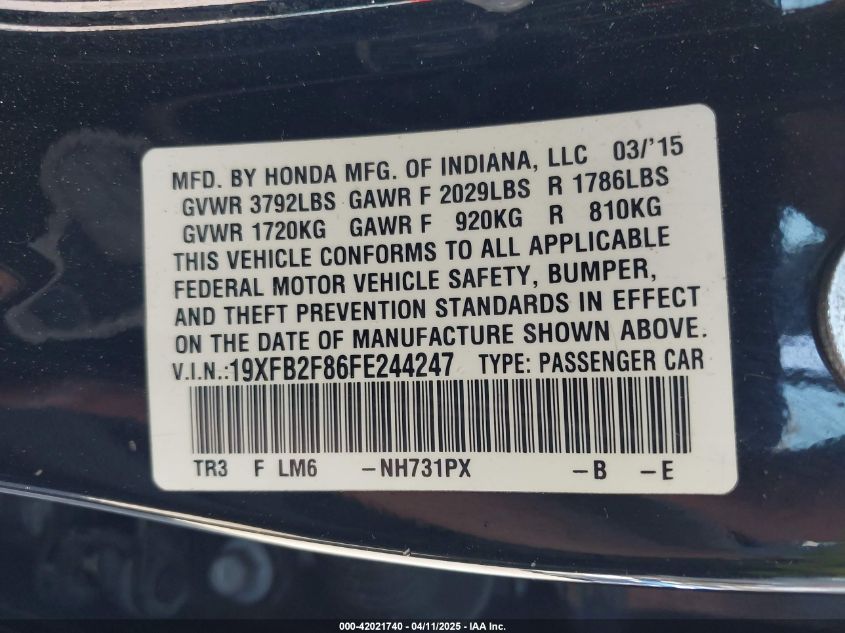 MFD. BY HONDA MFG. OF INDIANA, LLC 03/'15
GVWR 3792LBS GAWR F 2029LBS R 1786LBS
GVWR 1720KG GAWR F 920KG R 810KG
THIS VEHICLE CONFORMS TO ALL APPLICABLE
FEDERAL MOTOR VEHICLE SAFETY, BUMPER,
AND THEFT PREVENTION STANDARDS IN EFFECT
ON THE DATE OF MANUFACTURE SHOWN ABOVE.
V.I.N.:19XFB2F86FE244247 TYPE: PASSENGER CAR
TR3 F LM6 -NH731PX -B -E
000-42021740 - 04/11/2025 - IAA Inc.